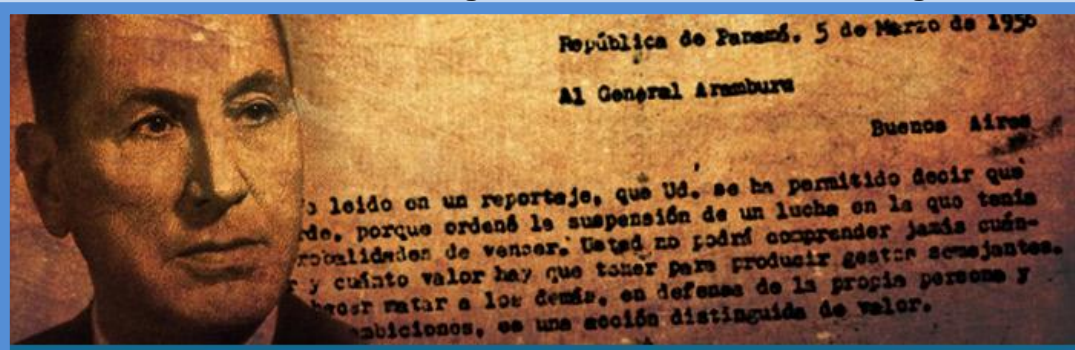 República de Panamá, 5 de Marzo de 1956
Al General Aramburu
Buenos Aires
leído en un reportaje, que Ud. se ha permitido decir que
porque ordené la suspensión de un lucha en la que tenía
de vencer. Usted no podrá comprender jamás cuán-
y cuánto valor hay que tener para producir gestos semejantes.
matar a los demás, en defensa de la propia persona y
ambiciones, es una acción distinguida de valor.